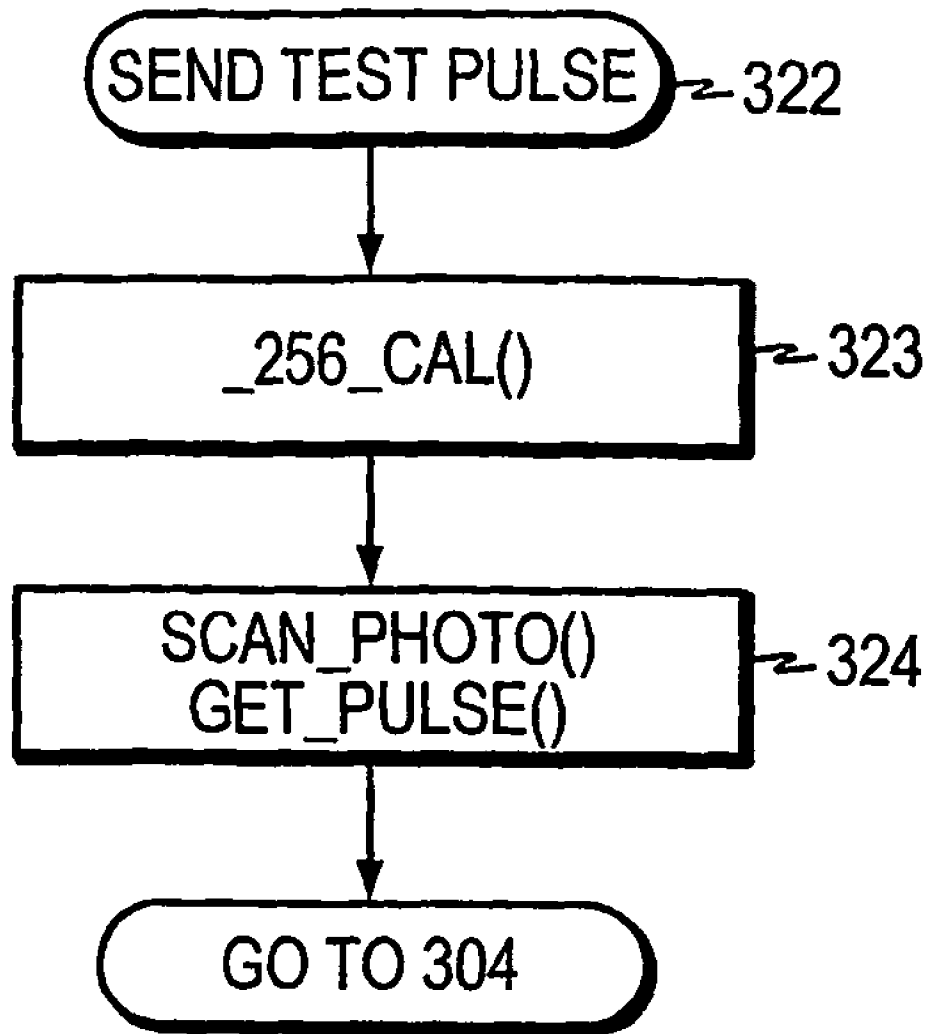 SEND TEST PULSE
322
_256_CAL()
323
SCAN_PHOTO()
GET_PULSE()
324
GO TO 304